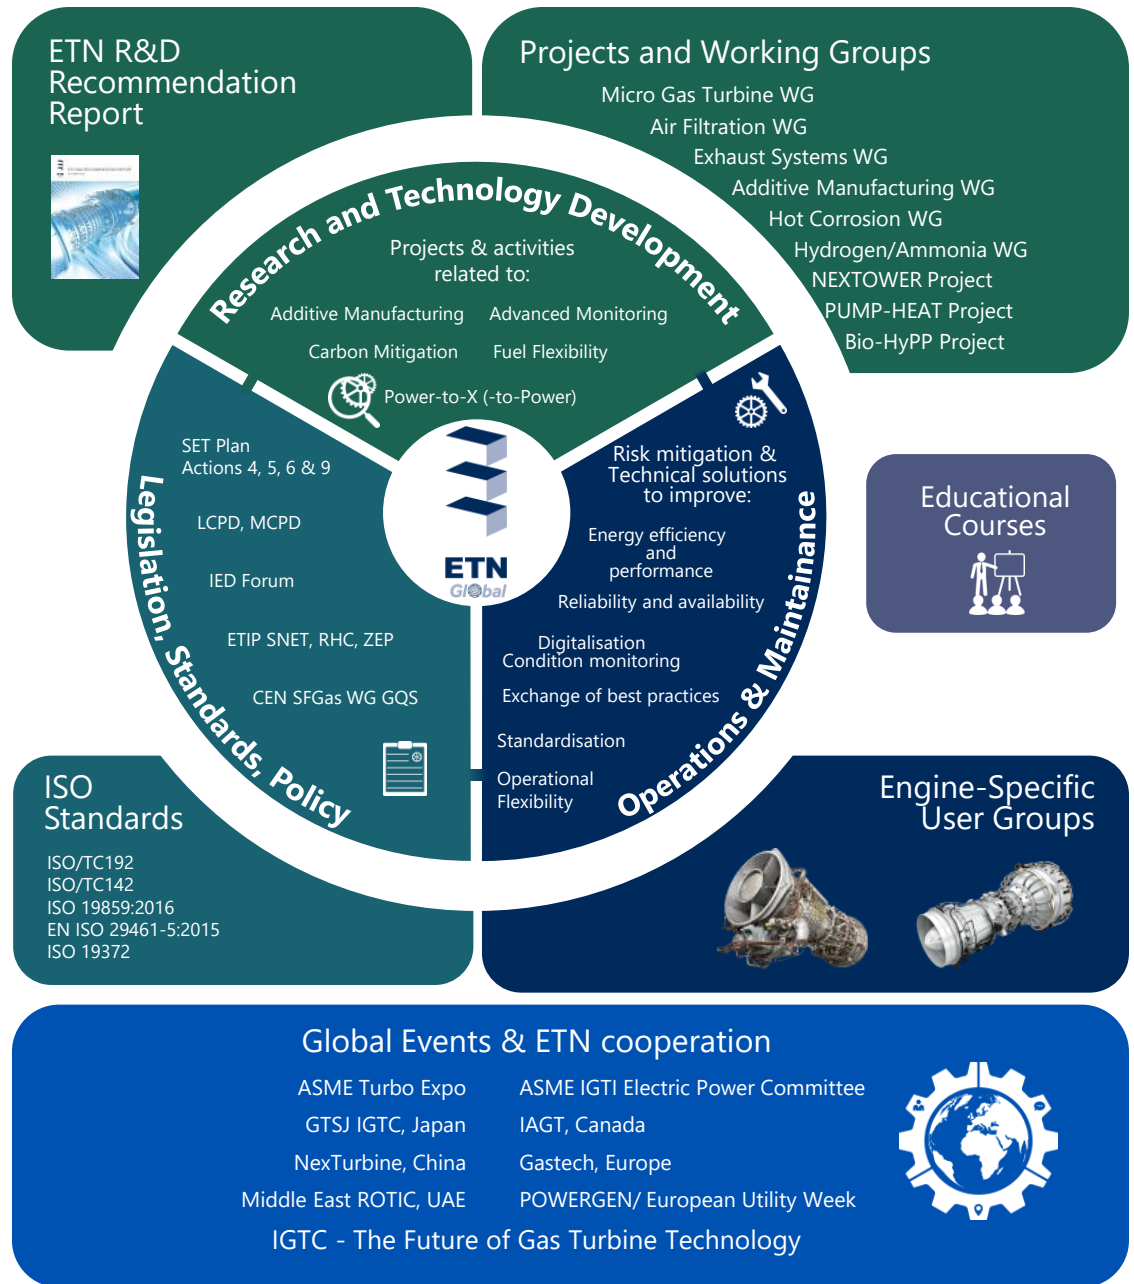 ETN R&D
Recommendation
Report
Projects and Working Groups
Micro Gas Turbine WG
Air Filtration WG
Exhaust Systems WG
Additive Manufacturing WG
Hot Corrosion WG
Hydrogen/Ammonia WG
NEXTOWER Project
PUMP-HEAT Project
Bio-HyPP Project
Research and Technology Development
Projects & activities
related to:
Additive Manufacturing Advanced Monitoring
Carbon Mitigation Fuel Flexibility
Power-to-X (-to-Power)
Legislation, Standards, Policy
SET Plan
Actions 4, 5, 6 & 9
LCPD, MCPD
IED Forum
ETIP SNET, RHC, ZEP
CEN SFGas WG GQS
ETN
Global
Risk mitigation &
Technical solutions
to improve:
Energy efficiency
and
performance
Reliability and availability
Digitalisation
Condition monitoring
Exchange of best practices
Standardisation
Operational
Flexibility
Operations & Maintainance
Educational
Courses
ISO
Standards
ISO/TC192
ISO/TC142
ISO 19859:2016
EN ISO 29461-5:2015
ISO 19372
Engine-Specific
User Groups
Global Events & ETN cooperation
ASME Turbo Expo ASME IGTI Electric Power Committee
GTSJ IGTC, Japan IAGT, Canada
NexTurbine, China Gastech, Europe
Middle East ROTIC, UAE POWERGEN/ European Utility Week
IGTC - The Future of Gas Turbine Technology